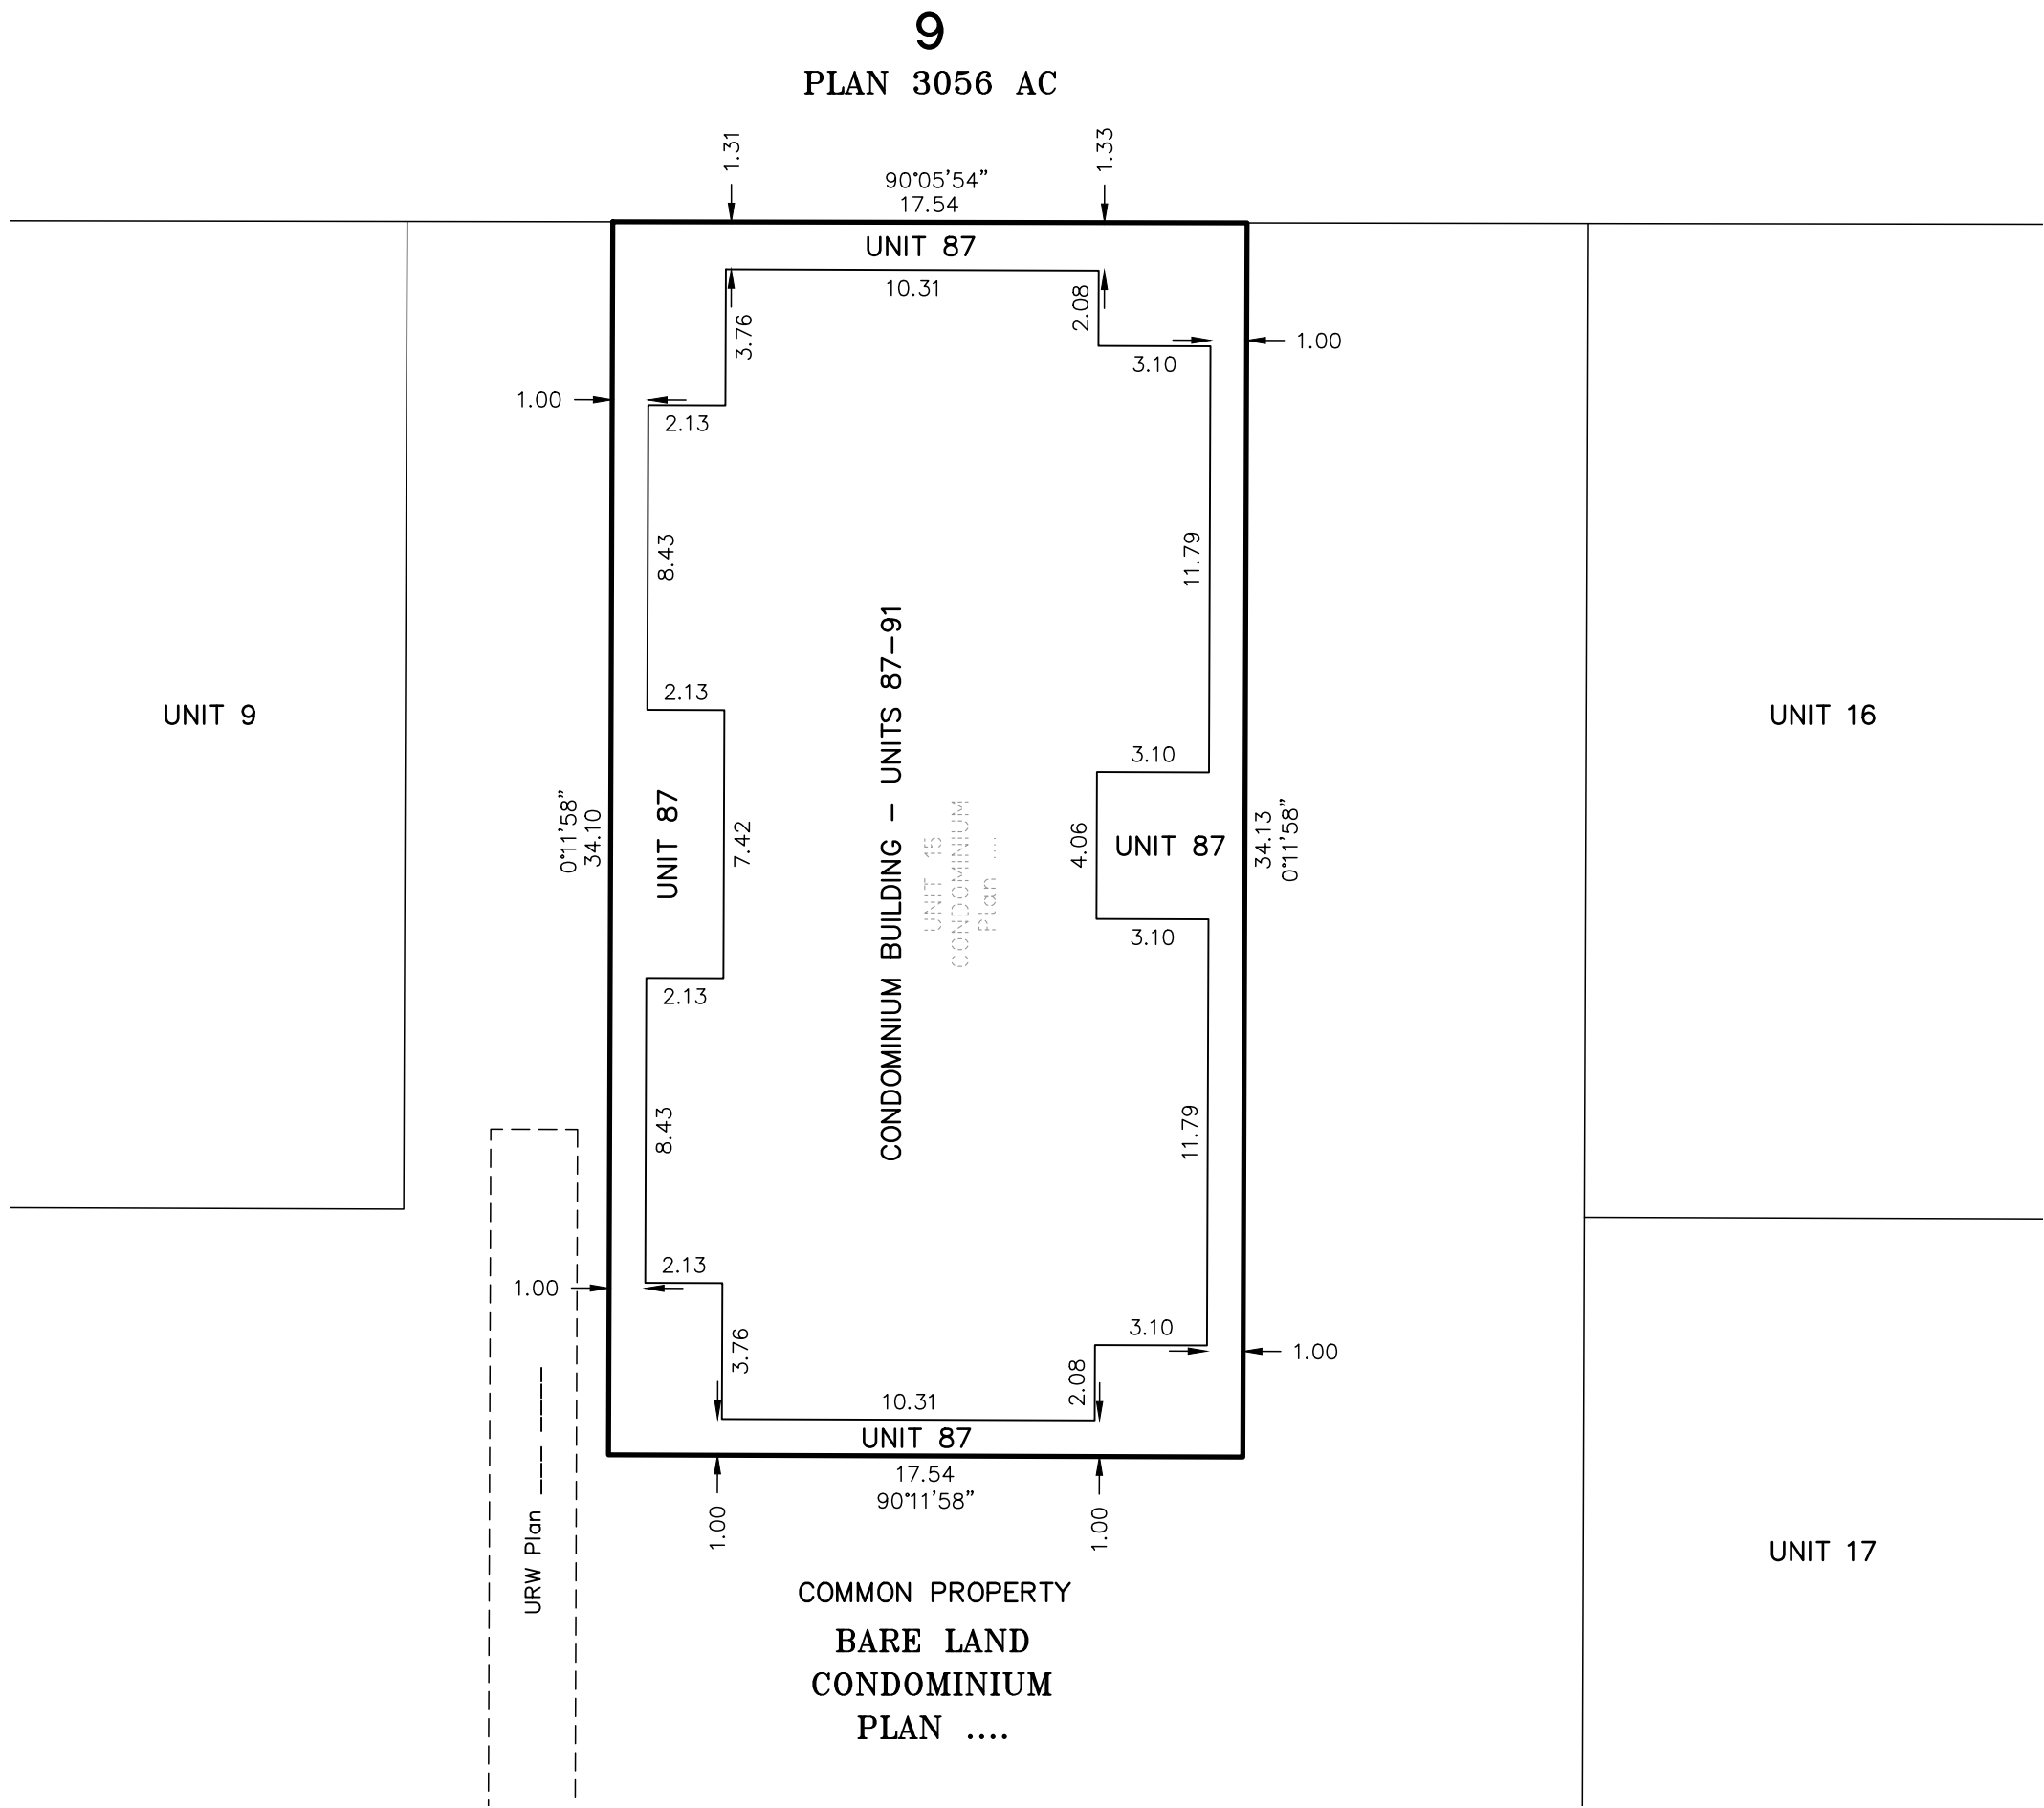 9
PLAN 3056 AC
1.31
1.33
90°05'54"
17.54
UNIT 87
10.31
3.76
2.08
1.00
3.10
1.00
2.13
8.43
11.79
2.13
3.10
UNIT 9
UNIT 16
CONDOMINIUM BUILDING - UNITS 87-91
UNIT 15
CONDOMINIUM
Plan ....
0°11'58"
34.10
UNIT 87
7.42
4.06
UNIT 87
34.13
0°11'58"
3.10
2.13
8.43
11.79
2.13
1.00
3.10
1.00
3.76
2.08
10.31
UNIT 87
17.54
90°11'58"
1.00
1.00
URW Plan
UNIT 17
COMMON PROPERTY
BARE LAND
CONDOMINIUM
PLAN ....